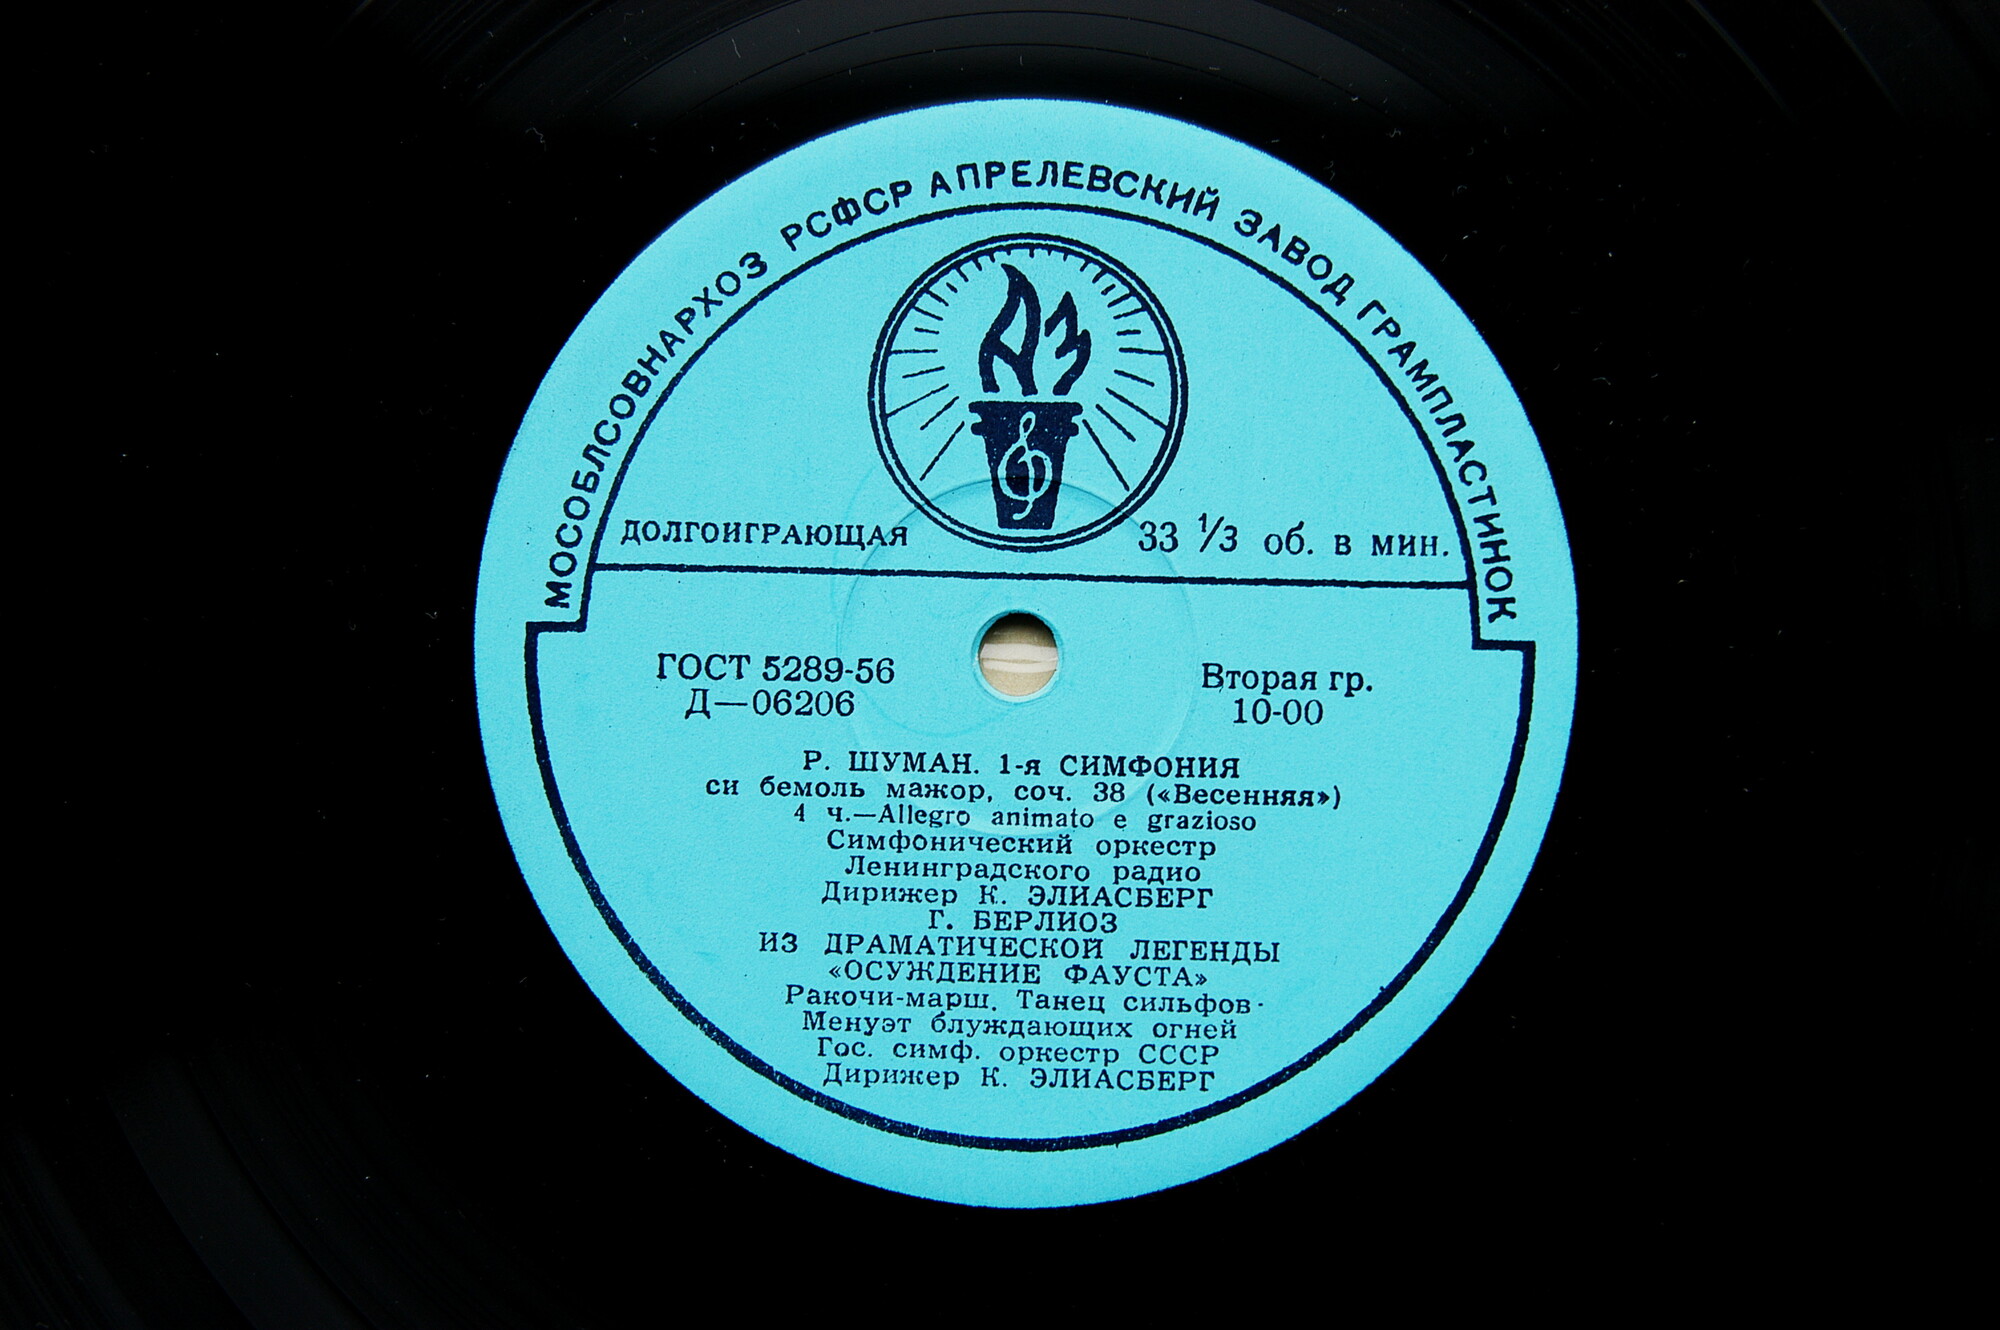 МОСОБЛСОВНАРХОЗ РСФСР АПРЕЛЕВСКИЙ ЗАВОД ГРАМПЛАСТИНОК
АЗ
ДОЛГОИГРАЮЩАЯ 33 1/3 об. в мин.
ГОСТ 5289-56 Вторая гр.
Д—06206 10-00
Р. ШУМАН. 1-я СИМФОНИЯ
си бемоль мажор, соч. 38 («Весенняя»)
4 ч.—Allegro animato e grazioso
Симфонический оркестр
Ленинградского радио
Дирижер К. ЭЛИАСБЕРГ
Г. БЕРЛИОЗ
ИЗ ДРАМАТИЧЕСКОЙ ЛЕГЕНДЫ
«ОСУЖДЕНИЕ ФАУСТА»
Ракочи-марш. Танец сильфов.
Менуэт блуждающих огней
Гос. симф. оркестр СССР
Дирижер К. ЭЛИАСБЕРГ